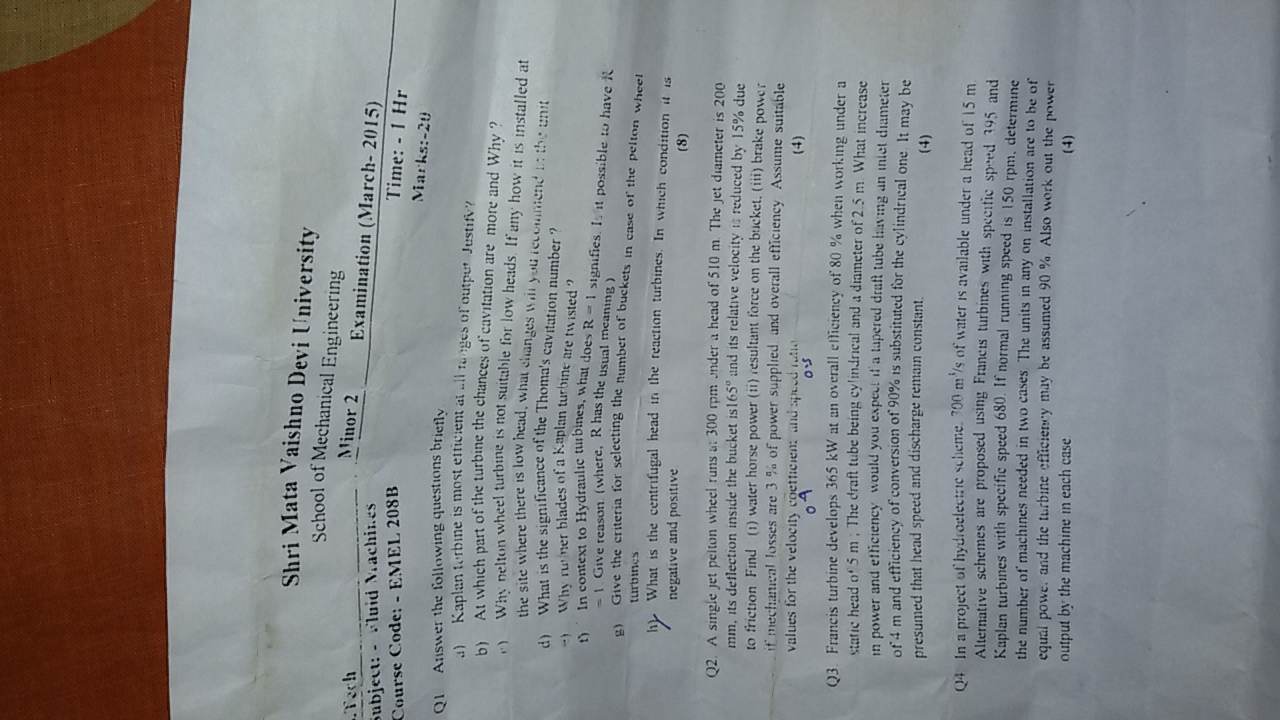 Shri Mata Vaishno Devi University
School of Mechanical Engineering
.Tech Minor 2 Examination (March- 2015)
Subject: - Fluid Machines Time: - 1 Hr
Course Code: - EMEL 208B Marks:-20
Q1 Answer the following questions briefly
a) Kaplan turbine is most efficient at all ranges of output Justify?
b) At which part of the turbine the chances of cavitation are more and Why ?
c) Why pelton wheel turbine is not suitable for low heads. If any how it is installed at
the site where there is low head, what changes will you recommend in the unit
d) What is the significance of the Thoma's cavitation number ?
e) Why runner blades of a Kaplan turbine are twisted ?
f) In context to Hydraulic turbines, what does R = 1 signifies. Is it possible to have R
= 1. Give reason. (where, R has the usual meaning )
g) Give the criteria for selecting the number of buckets in case of the pelton wheel
turbines
h) What is the centrifugal head in the reaction turbines. In which condition it is
negative and positive (8)
Q2. A single jet pelton wheel runs at 300 rpm under a head of 510 m. The jet diameter is 200
mm, its deflection inside the bucket is165° and its relative velocity is reduced by 15% due
to friction Find (i) water horse power (ii) resultant force on the bucket, (iii) brake power
if mechanical losses are 3 % of power supplied and overall efficiency Assume suitable
values for the velocity coefficient and speed ratio (4)
Q3. Francis turbine develops 365 kW at an overall efficiency of 80 % when working under a
static head of 5 m ; The draft tube being cylindrical and a diameter of 2.5 m. What increase
in power and efficiency would you expect if a tapered draft tube having an inlet diameter
of 4 m and efficiency of conversion of 90% is substituted for the cylindrical one. It may be
presumed that head speed and discharge remain constant. (4)
Q4. In a project of hydroelectric scheme, 300 m³/s of water is available under a head of 15 m.
Alternative schemes are proposed using Francis turbines with specific speed 395 and
Kaplan turbines with specific speed 680. If normal running speed is 150 rpm, determine
the number of machines needed in two cases. The units in any on installation are to be of
equal power and the turbine efficiency may be assumed 90 %. Also work out the power
output by the machine in each case. (4)